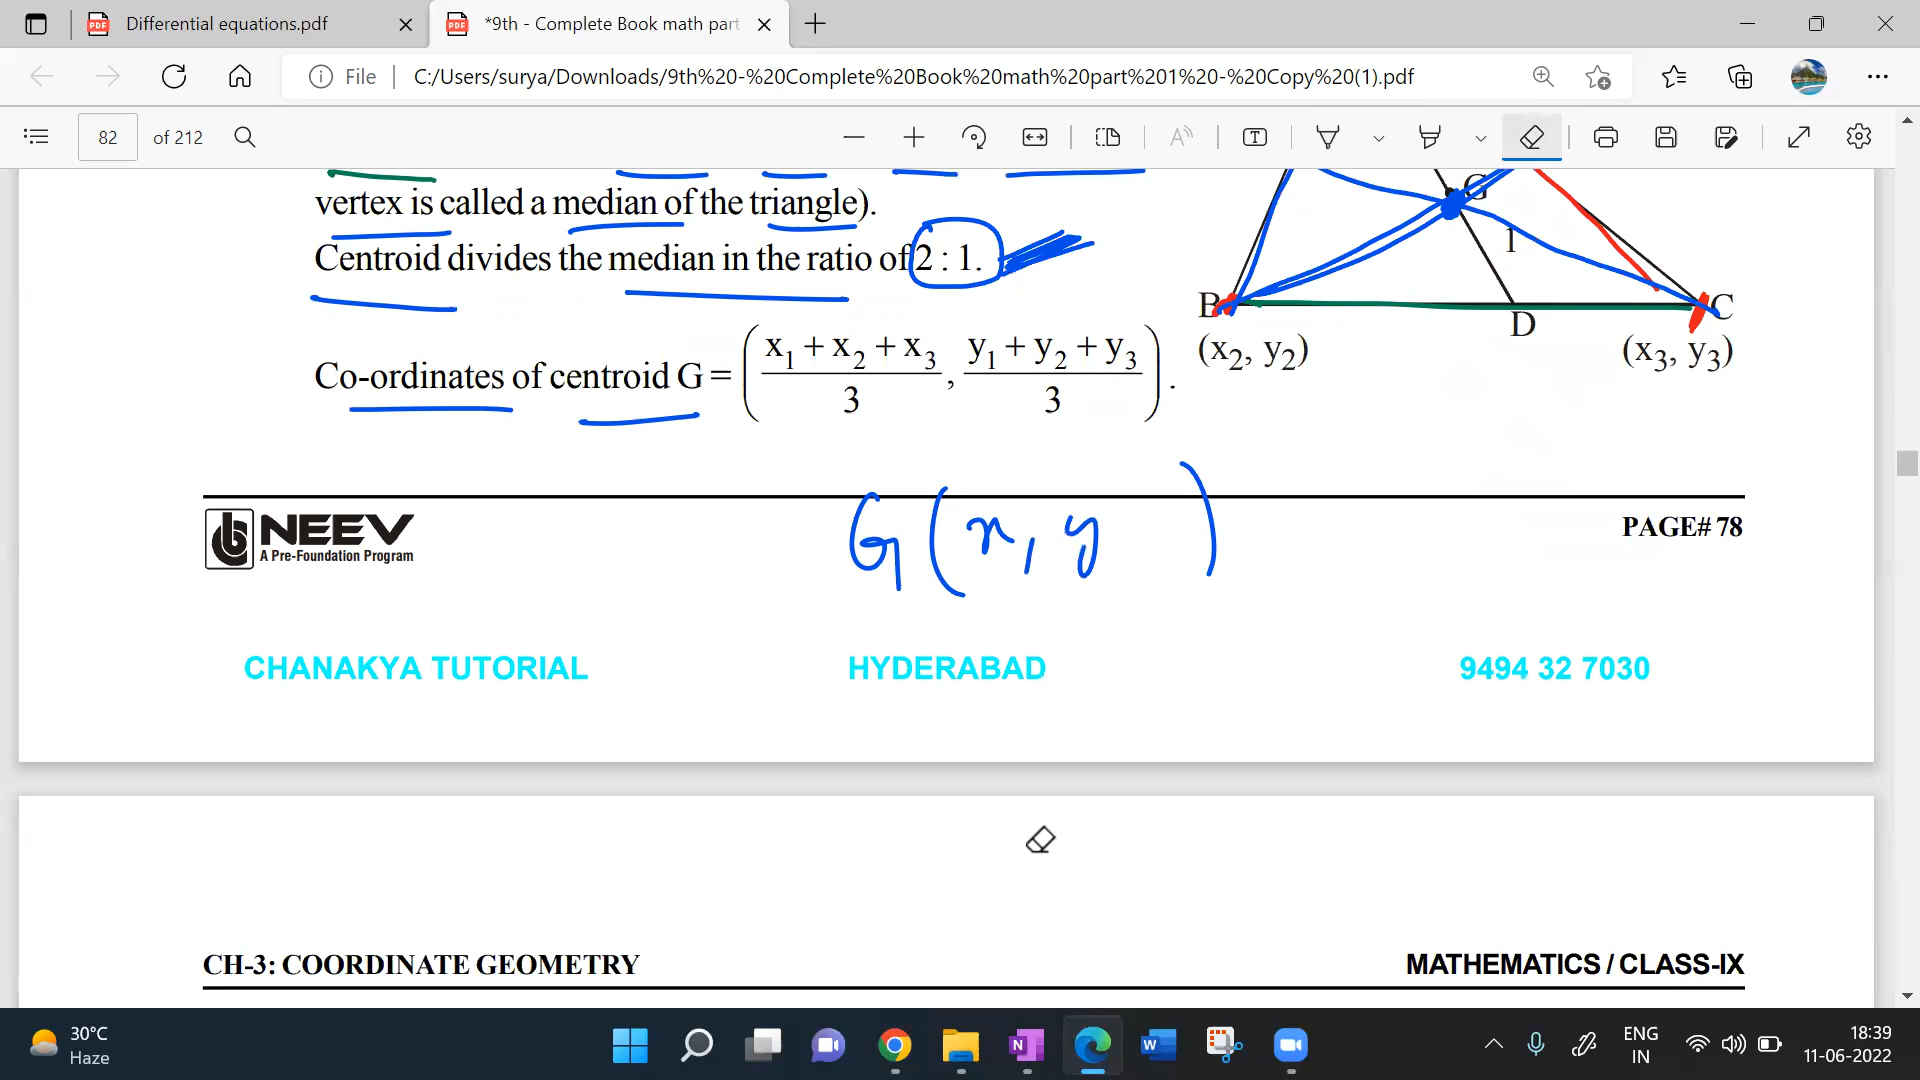 Differential equations.pdf
*9th - Complete Book math part
File
C:/Users/surya/Downloads/9th%20-%20Complete%20Book%20math%20part%201%20-%20Copy%20(1).pdf
82 of 212
vertex is called a median of the triangle).
Centroid divides the median in the ratio of 2 : 1.
Co-ordinates of centroid G = ( x1 + x2 + x3 / 3 , y1 + y2 + y3 / 3 ) .
G
1
B
D
C
(x2, y2)
(x3, y3)
G ( x, y )
NEEV
A Pre-Foundation Program
PAGE# 78
CHANAKYA TUTORIAL HYDERABAD 9494 32 7030
CH-3: COORDINATE GEOMETRY MATHEMATICS / CLASS-IX
30°C
Haze
ENG
IN
18:39
11-06-2022